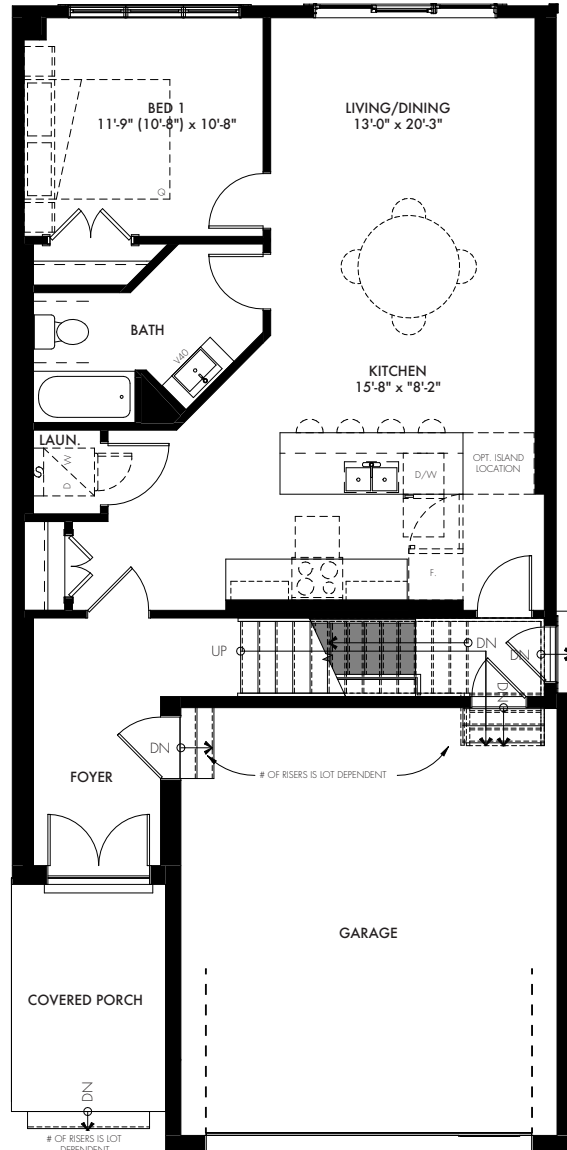 BED 1
11'-9" (10'-8") x 10'-8"
LIVING/DINING
13'-0" x 20'-3"
Q
BATH
V40
KITCHEN
15'-8" x "8'-2"
LAUN.
S
D
W
D/W
OPT. ISLAND
LOCATION
F.
UP
DN
DN
DN
DN
# OF RISERS IS LOT DEPENDENT
FOYER
GARAGE
COVERED PORCH
DN
# OF RISERS IS LOT
DEPENDENT